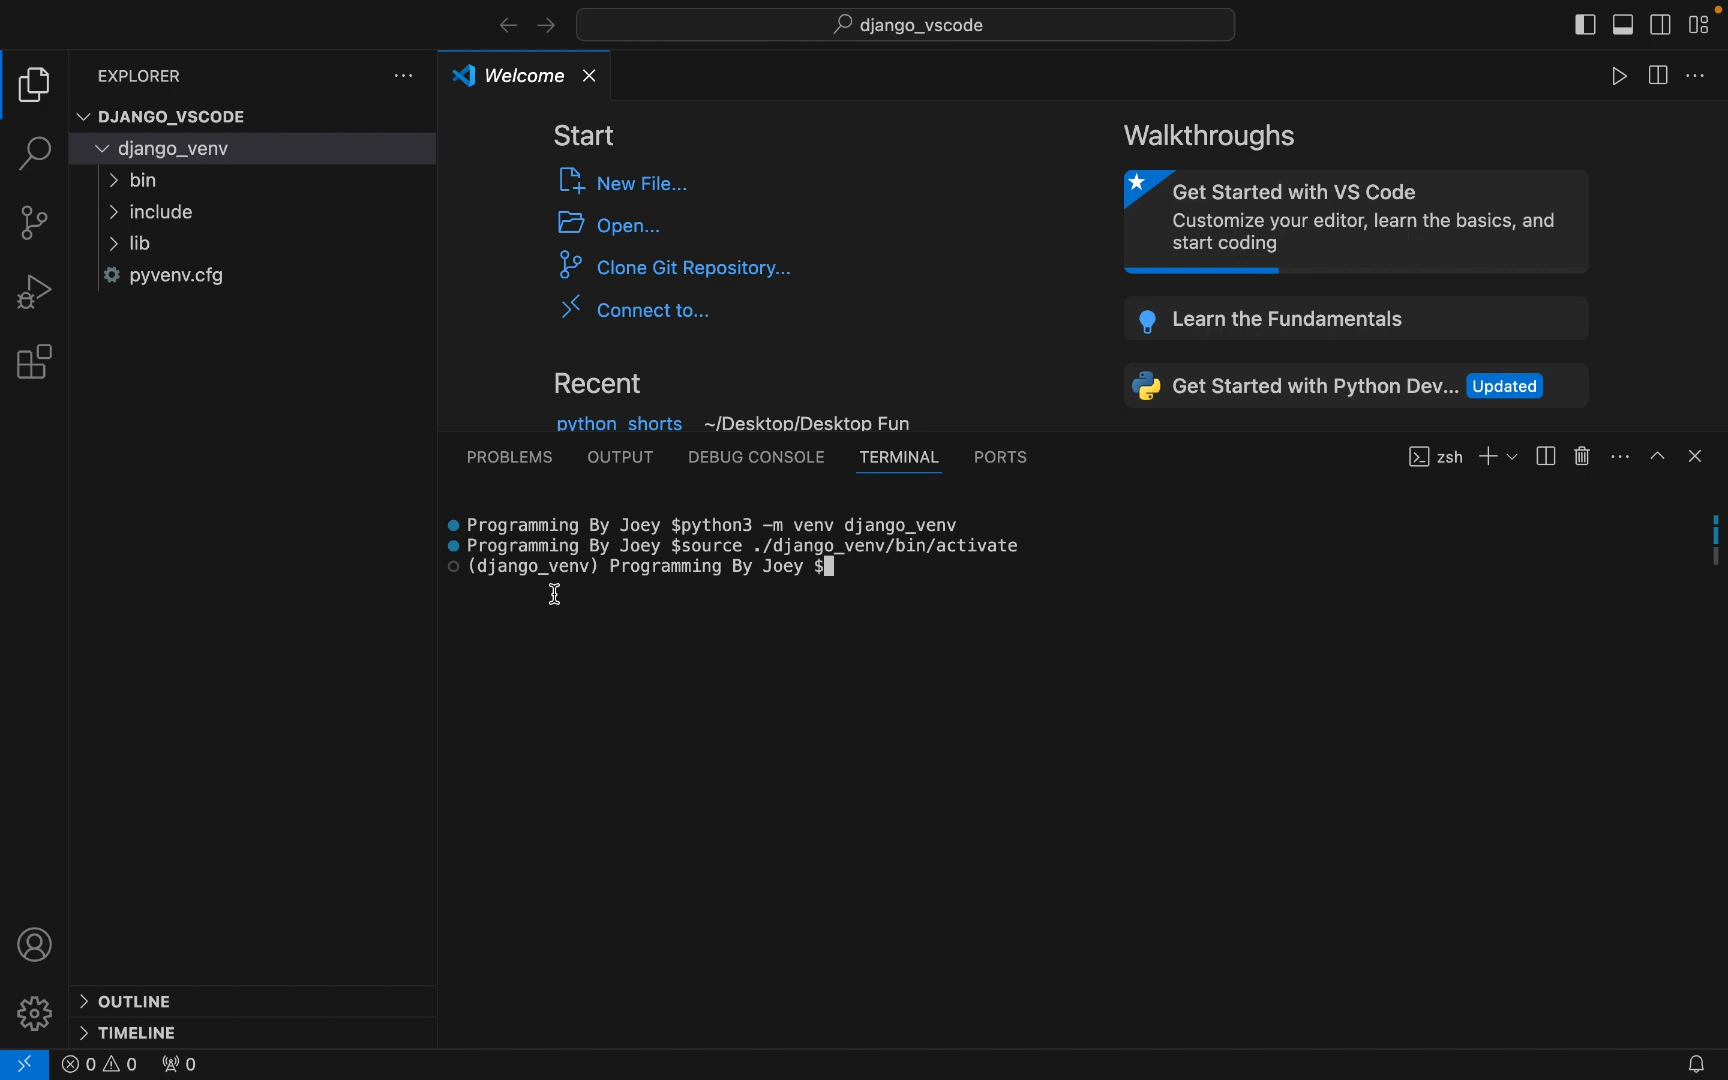 django_vscode
EXPLORER
DJANGO_VSCODE
django_venv
bin
include
lib
pyvenv.cfg
OUTLINE
TIMELINE
Welcome
Start
New File...
Open...
Clone Git Repository...
Connect to...
Recent
python_shorts ~/Desktop/Desktop Fun
Walkthroughs
Get Started with VS Code
Customize your editor, learn the basics, and
start coding
Learn the Fundamentals
Get Started with Python Dev... Updated
PROBLEMS OUTPUT DEBUG CONSOLE TERMINAL PORTS
zsh
Programming By Joey $python3 -m venv django_venv
Programming By Joey $source ./django_venv/bin/activate
(django_venv) Programming By Joey $
0 0 0